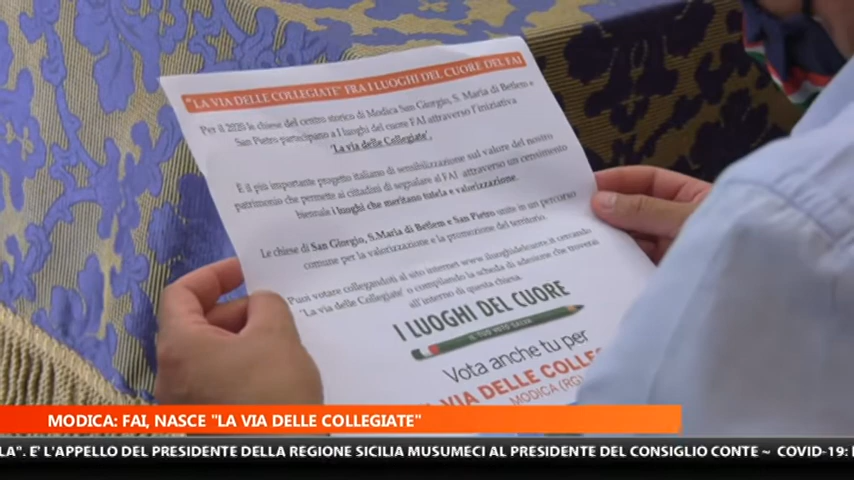 "LA VIA DELLE COLLEGIATE" FRA I LUOGHI DEL CUORE DEL FAI
Per il 2020 le chiese del centro storico di Modica San Giorgio, S. Maria di Betlem e
San Pietro partecipano a I luoghi del cuore FAI attraverso l'iniziativa
'La via delle Collegiate'.
E il più importante progetto italiano di sensibilizzazione sul valore del nostro
patrimonio che permette ai cittadini di segnalare al FAI attraverso un censimento
biennale i luoghi che meritano tutela e valorizzazione.
Le chiese di San Giorgio, S.Maria di Betlem e San Pietro unite in un percorso
comune per la valorizzazione e la promozione del territorio.
Puoi votare collegandoti al sito internet www.iluoghidelcuore.it cercando
'La via delle Collegiate' o compilando la scheda di adesione che troverai
all'interno di questa chiesa.
I LUOGHI DEL CUORE
IL TUO VOTO SALVA
Vota anche tu per
LA VIA DELLE COLLE
MODICA (RG)
MODICA: FAI, NASCE "LA VIA DELLE COLLEGIATE"
LA". E' L'APPELLO DEL PRESIDENTE DELLA REGIONE SICILIA MUSUMECI AL PRESIDENTE DEL CONSIGLIO CONTE ~ COVID-19: